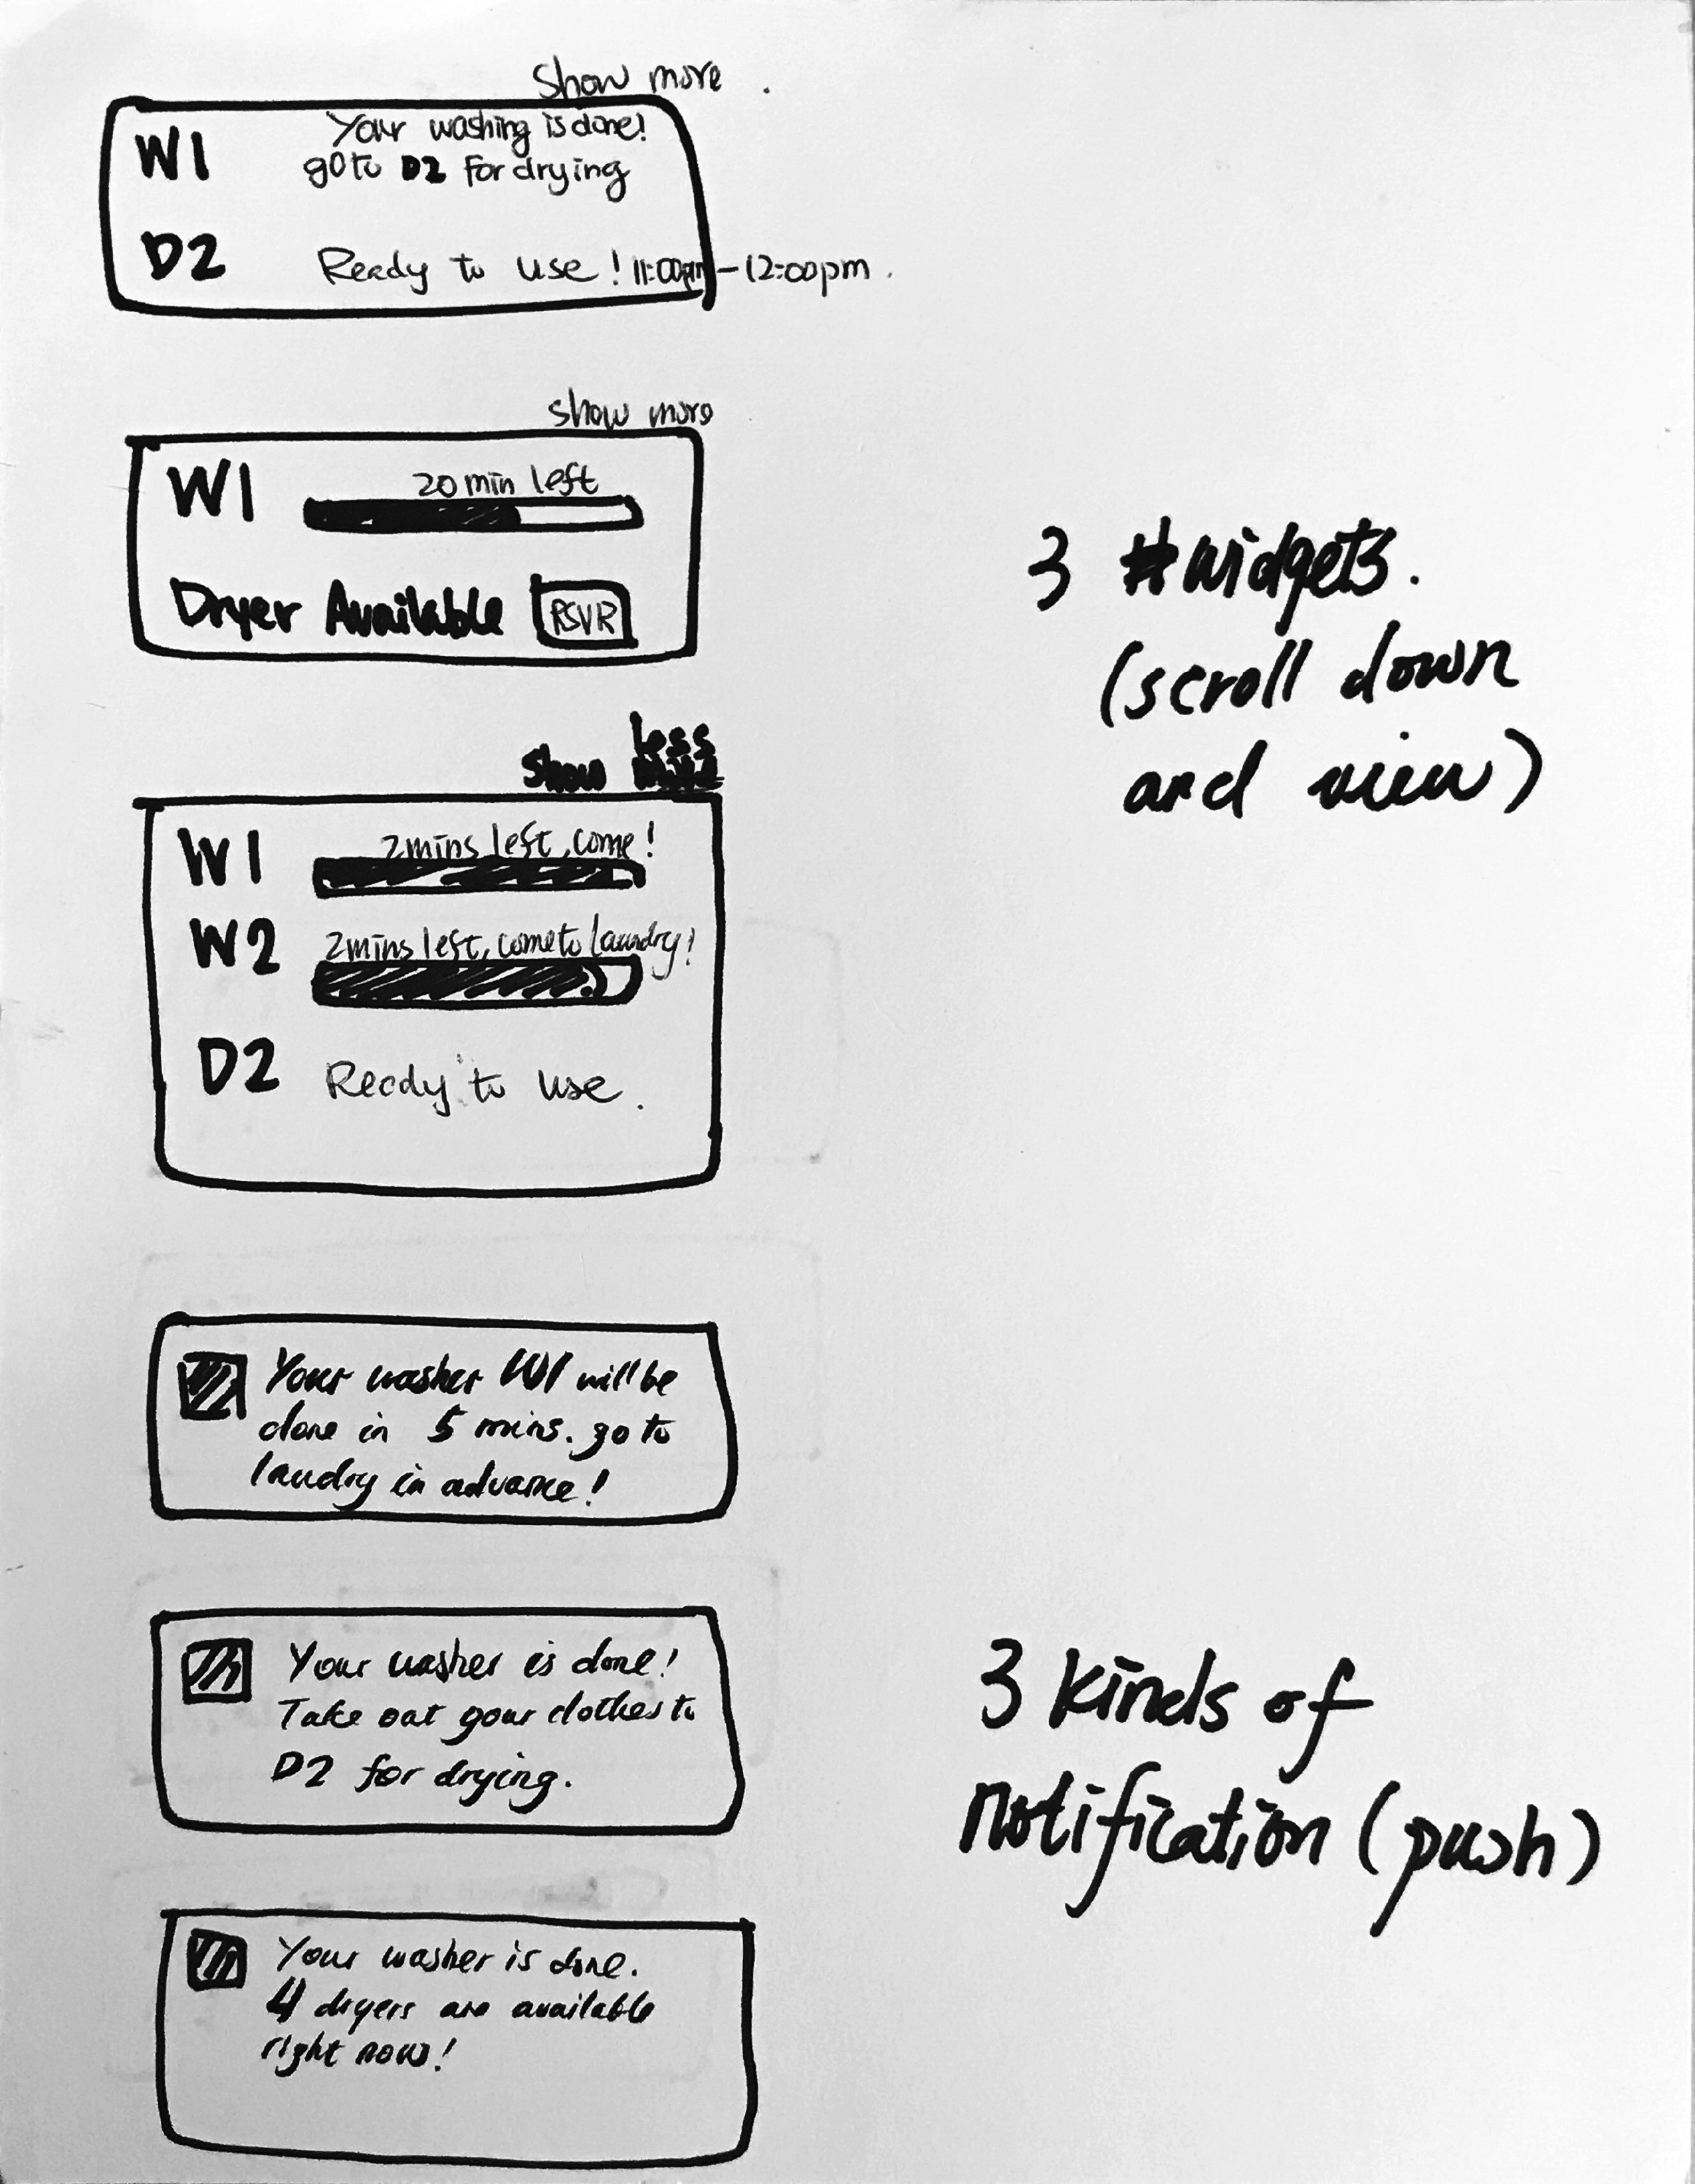 Show more .
W1 Your washing is done!
go to D2 for drying
D2 Ready to use! 11:00pm-12:00pm.
show more
W1 20 min left
Dryer Available RSVR
show less
W1 2mins left, come!
W2 2mins left, come to laundry!
D2 Ready to use.
3 widgets.
(scroll down
and view)
Your washer W1 will be
done in 5 mins. go to
laundry in advance!
Your washer is done!
Take out your clothes to
D2 for drying.
Your washer is done.
4 dryers are available
right now!
3 kinds of
notification (push)